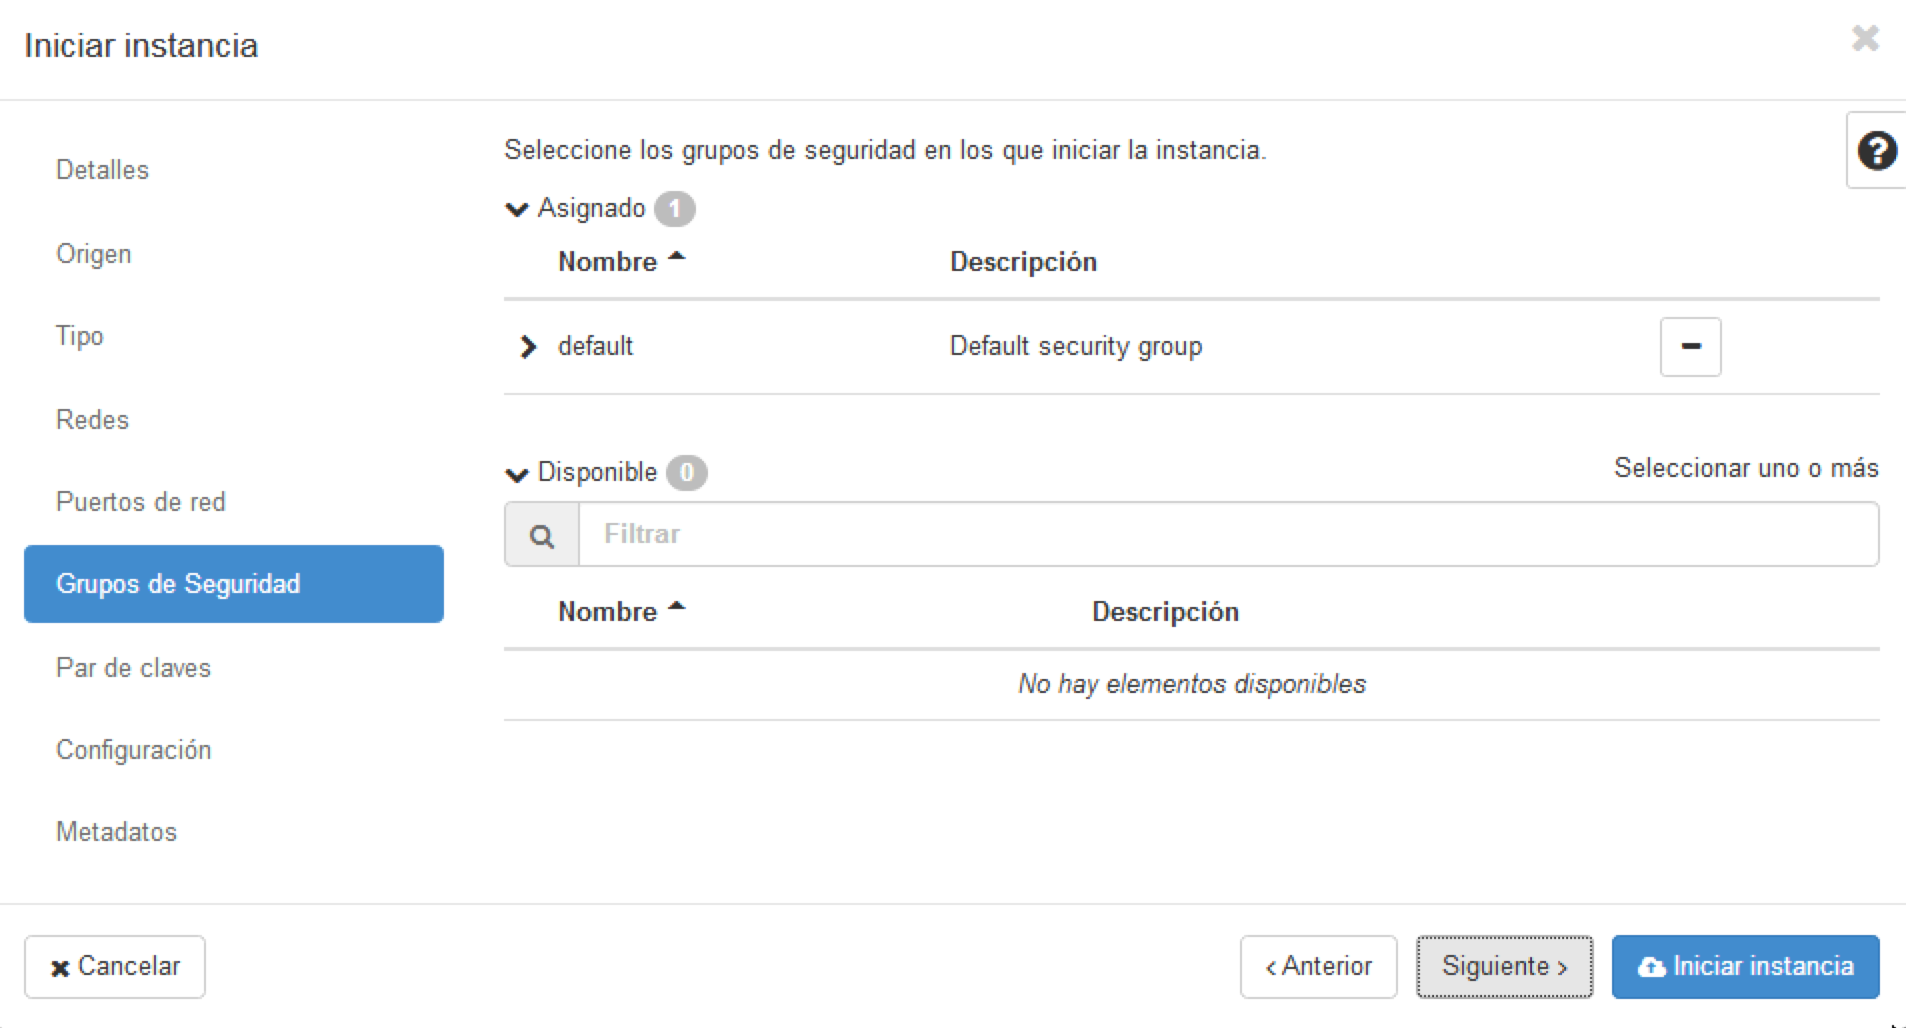 Iniciar instancia
Detalles
Origen
Tipo
Redes
Puertos de red
Grupos de Seguridad
Par de claves
Configuración
Metadatos
Seleccione los grupos de seguridad en los que iniciar la instancia.
Asignado 1
Nombre Descripción
default Default security group
Disponible 0 Seleccionar uno o más
Filtrar
Nombre Descripción
No hay elementos disponibles
Cancelar
< Anterior
Siguiente >
Iniciar instancia